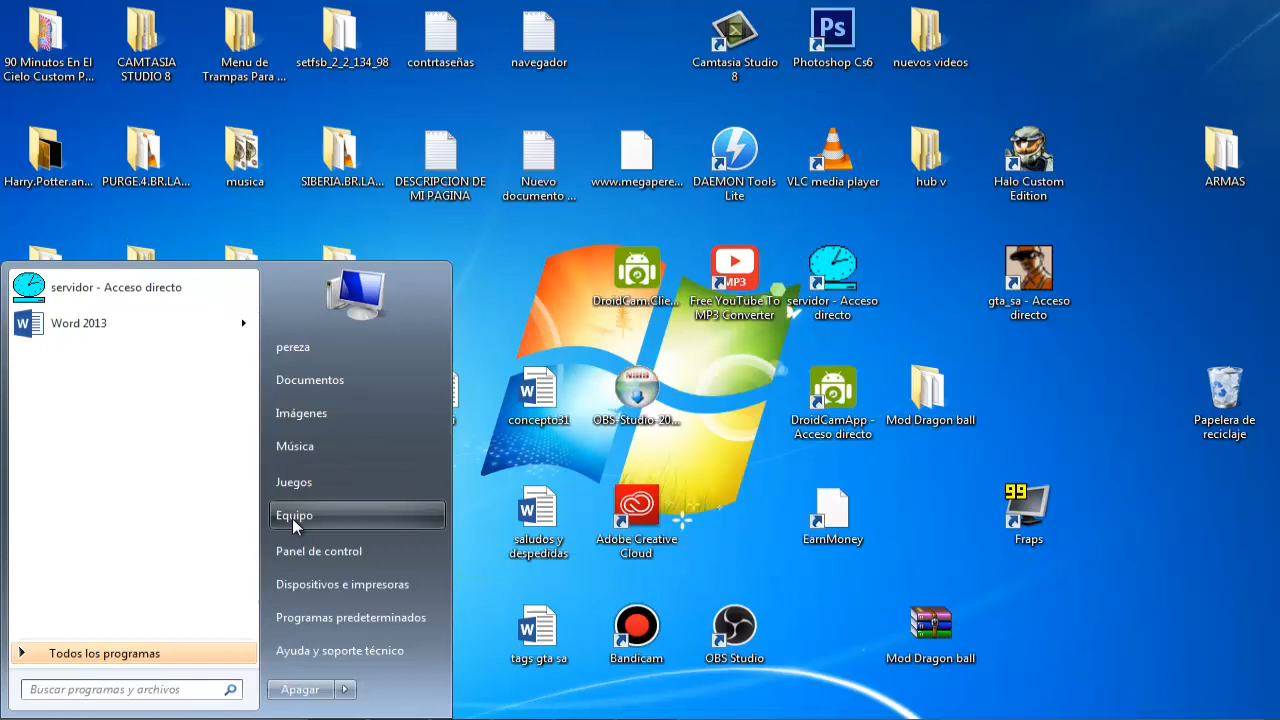 90 Minutos En El
Cielo Custom P...
CAMTASIA
STUDIO 8
Menu de
Trampas Para ...
setfsb_2_2_134_98
contrtaseñas
navegador
Camtasia Studio
8
Ps
Photoshop Cs6
nuevos videos
Harry.Potter.an...
PURGE.4.BR.LA...
musica
SIBERIA.BR.LA...
DESCRIPCION DE
MI PAGINA
Nuevo
documento ...
www.megapere...
DAEMON Tools
Lite
VLC media player
hub v
Halo Custom
Edition
ARMAS
DroidCam.Clie...
MP3
Free YouTube To
MP3 Converter
servidor - Acceso
directo
gta_sa - Acceso
directo
concepto31
NSIS
OBS-Studio-20...
DroidCamApp -
Acceso directo
Mod Dragon ball
Papelera de
reciclaje
saludos y
despedidas
Adobe Creative
Cloud
EarnMoney
99
Fraps
tags gta sa
Bandicam
OBS Studio
Mod Dragon ball
servidor - Acceso directo
Word 2013
Todos los programas
Buscar programas y archivos
pereza
Documentos
Imágenes
Música
Juegos
Equipo
Panel de control
Dispositivos e impresoras
Programas predeterminados
Ayuda y soporte técnico
Apagar